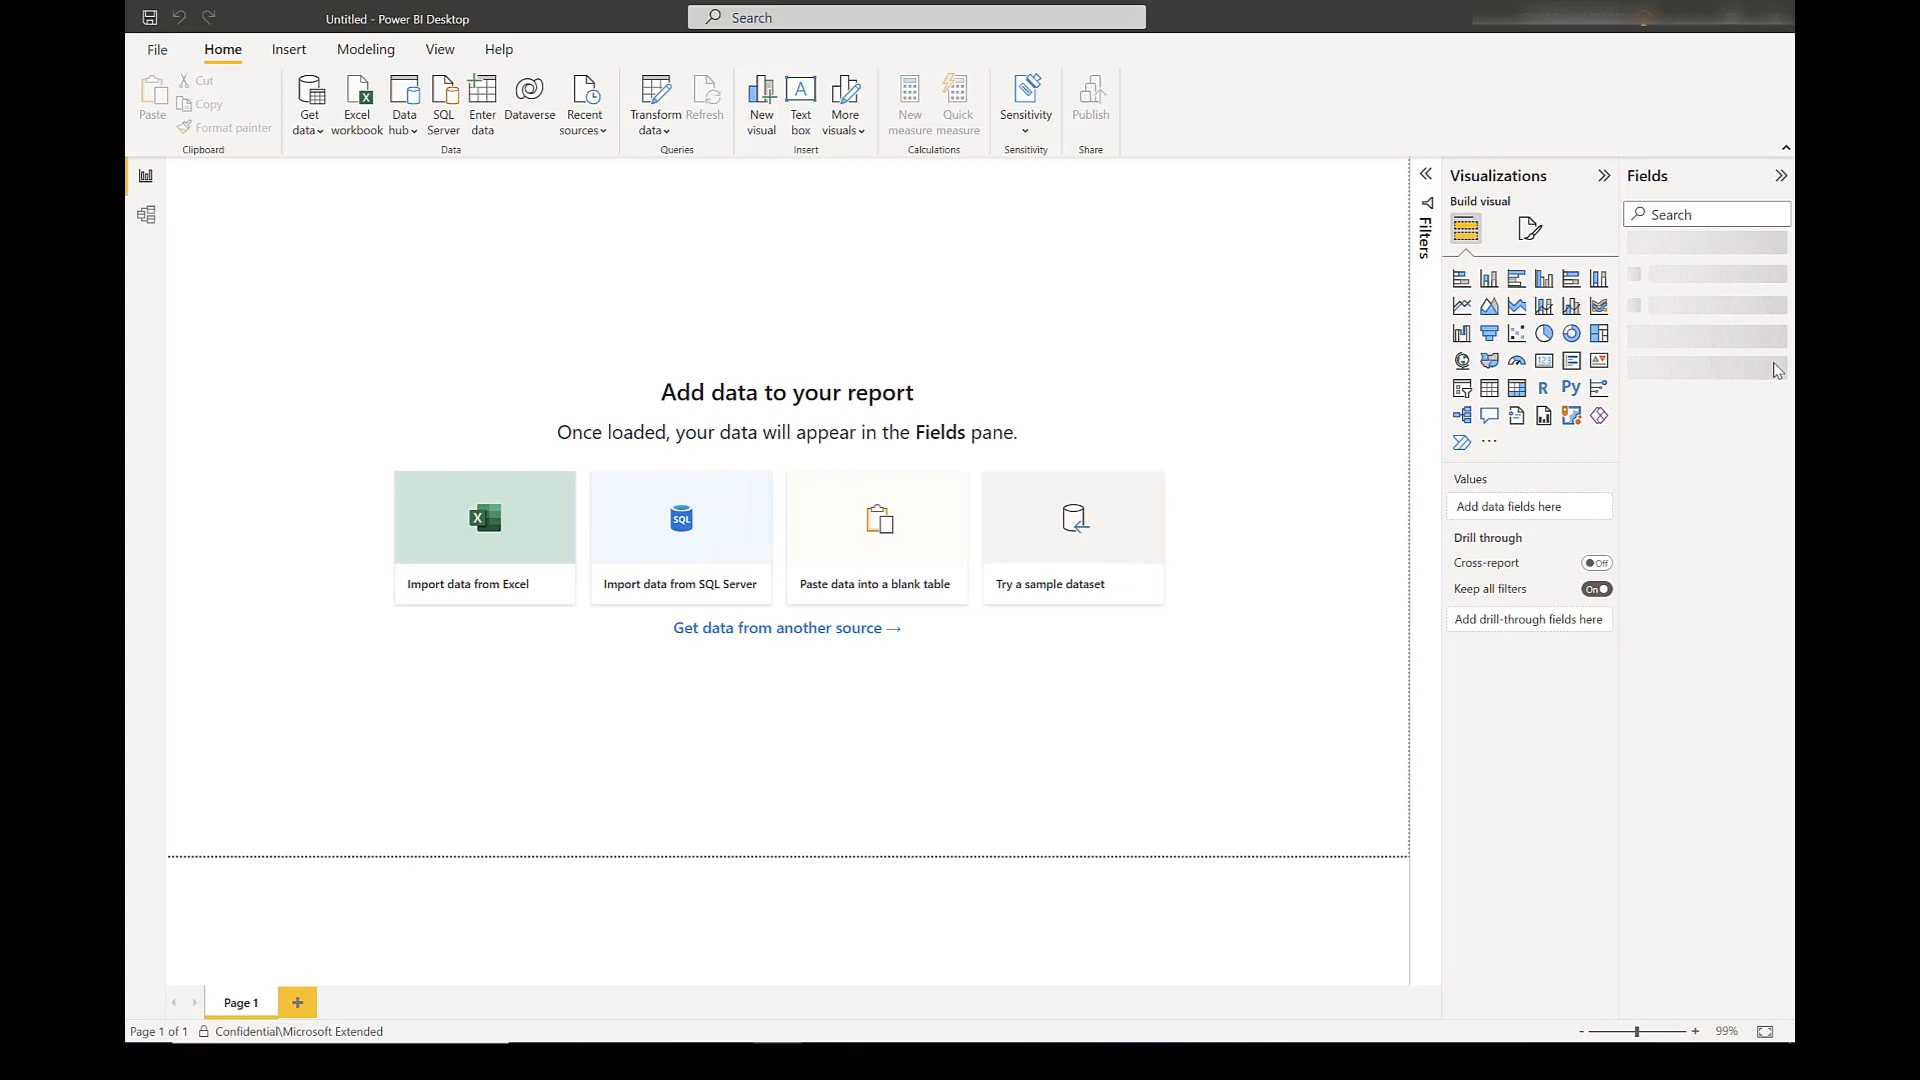 Untitled - Power BI Desktop
Search
File Home Insert Modeling View Help
Paste
Cut
Copy
Format painter
Clipboard
Get data
Excel workbook
Data hub
SQL Server
Enter data
Dataverse
Recent sources
Data
Transform data
Refresh
Queries
New visual
Text box
More visuals
Insert
New measure
Quick measure
Calculations
Sensitivity
Sensitivity
Publish
Share
Filters
Visualizations
Build visual
R
Py
123
Values
Add data fields here
Drill through
Cross-report
Off
Keep all filters
On
Add drill-through fields here
Fields
Search
Add data to your report
Once loaded, your data will appear in the Fields pane.
X
SQL
Import data from Excel
Import data from SQL Server
Paste data into a blank table
Try a sample dataset
Get data from another source →
Page 1
+
Page 1 of 1
Confidential\Microsoft Extended
- + 99%